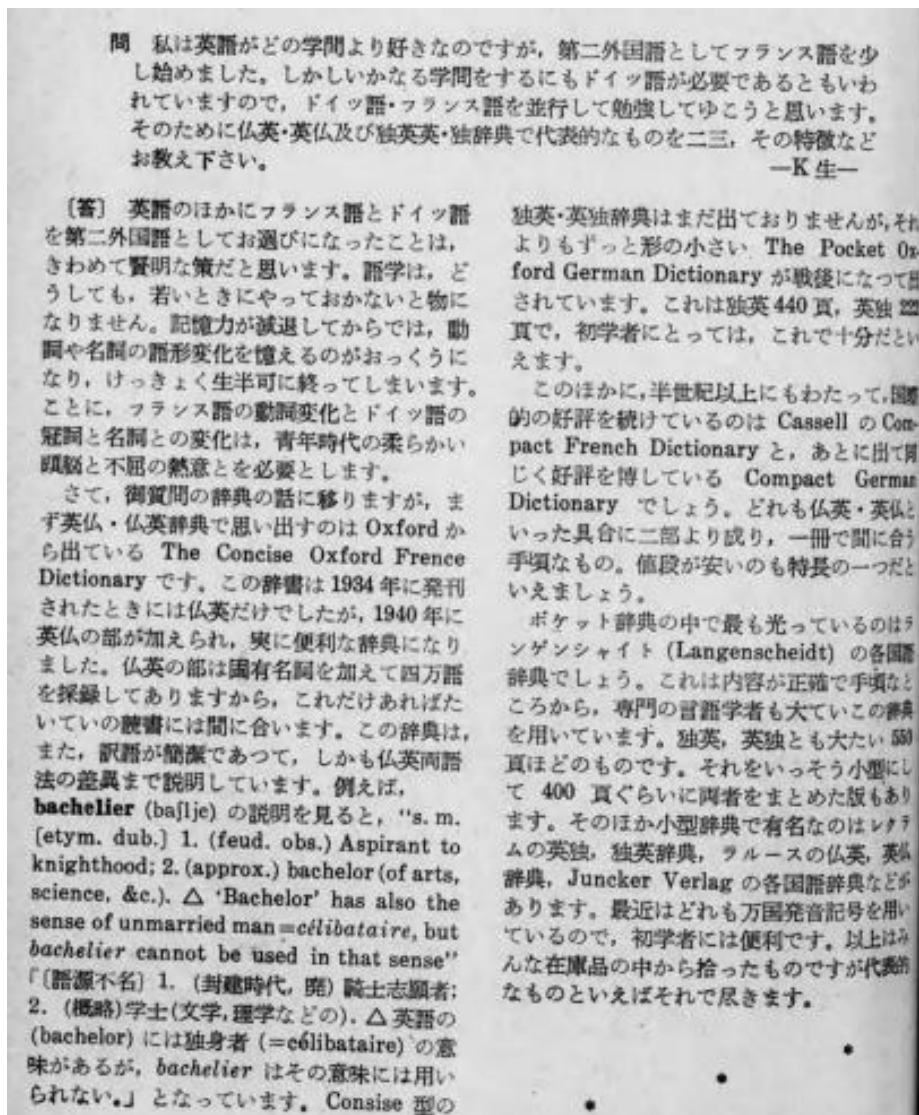 問 私は英語がどの学問より好きなのですが，第二外国語としてフランス語を少
し始めました。しかしいかなる学問をするにもドイツ語が必要であるともいわ
れていますので，ドイツ語・フランス語を並行して勉強してゆこうと思います。
そのために仏英・英仏及び独英英・独辞典で代表的なものを二三，その特徴など
お教え下さい。 ―K 生―
〔答〕 英語のほかにフランス語とドイツ語
を第二外国語としてお選びになったことは，
きわめて賢明な策だと思います。語学は，ど
うしても，若いときにやっておかないと物に
なりません。記憶力が減退してからでは，動
詞や名詞の語形変化を憶えるのがおっくうに
なり，けっきょく生半可に終ってしまいます。
ことに，フランス語の動詞変化とドイツ語の
冠詞と名詞との変化は，青年時代の柔らかい
頭脳と不屈の熱意とを必要とします。
さて，御質問の辞典の話に移りますが，ま
ず英仏・仏英辞典で思い出すのは Oxford か
ら出ている The Concise Oxford Frence
Dictionary です。この辞書は 1934 年に発刊
されたときには仏英だけでしたが，1940 年に
英仏の部が加えられ，実に便利な辞典になり
ました。仏英の部は固有名詞を加えて四万語
を採録してありますから，これだけあればた
いていの読書には間に合います。この辞典は，
また，訳語が簡潔であつて，しかも仏英両語
法の差異まで説明しています。例えば，
bachelier (baʃlje) の説明を見ると，“s. m.
[etym. dub.] 1. (feud. obs.) Aspirant to
knighthood; 2. (approx.) bachelor (of arts,
science, &c.). △ ‘Bachelor’ has also the
sense of unmarried man=célibataire, but
bachelier cannot be used in that sense”
「〔語源不名〕 1. (封建時代，廃) 騎士志願者;
2. (概略)学士(文学，理学などの). △ 英語の
(bachelor) には独身者 (=célibataire) の意
味があるが，bachelier はその意味には用い
られない。」となっています。Consise 型の
独英・英独辞典はまだ出ておりませんが，それ
よりもずっと形の小さい The Pocket Ox-
ford German Dictionary が戦後になつて出
されています。これは独英 440 頁，英独 222
頁で，初学者にとっては，これで十分だとい
えます。
このほかに，半世紀以上にもわたって，国際
的の好評を続けているのは Cassell の Com-
pact French Dictionary と，あとに出て同
じく好評を博している Compact German
Dictionary でしょう。どれも仏英・英仏と
いった具合に二部より成り，一冊で間に合う
手頃なもの。値段が安いのも特長の一つだと
いえましょう。
ポケット辞典の中で最も光っているのはラ
ンゲンシャイト (Langenscheidt) の各国語
辞典でしょう。これは内容が正確で手頃なと
ころから，専門の言語学者も大ていこの辞典
を用いています。独英，英独とも大たい 550
頁ほどのものです。それをいっそう小型にし
て 400 頁ぐらいに両者をまとめた版もあり
ます。そのほか小型辞典で有名なのはレクラ
ムの英独，独英辞典，ラルースの仏英，英仏
辞典，Juncker Verlag の各国語辞典などが
あります。最近はどれも万国発音記号を用い
ているので，初学者には便利です。以上はみ
んな在庫品の中から拾ったものですが代表的
なものといえばそれで尽きます。